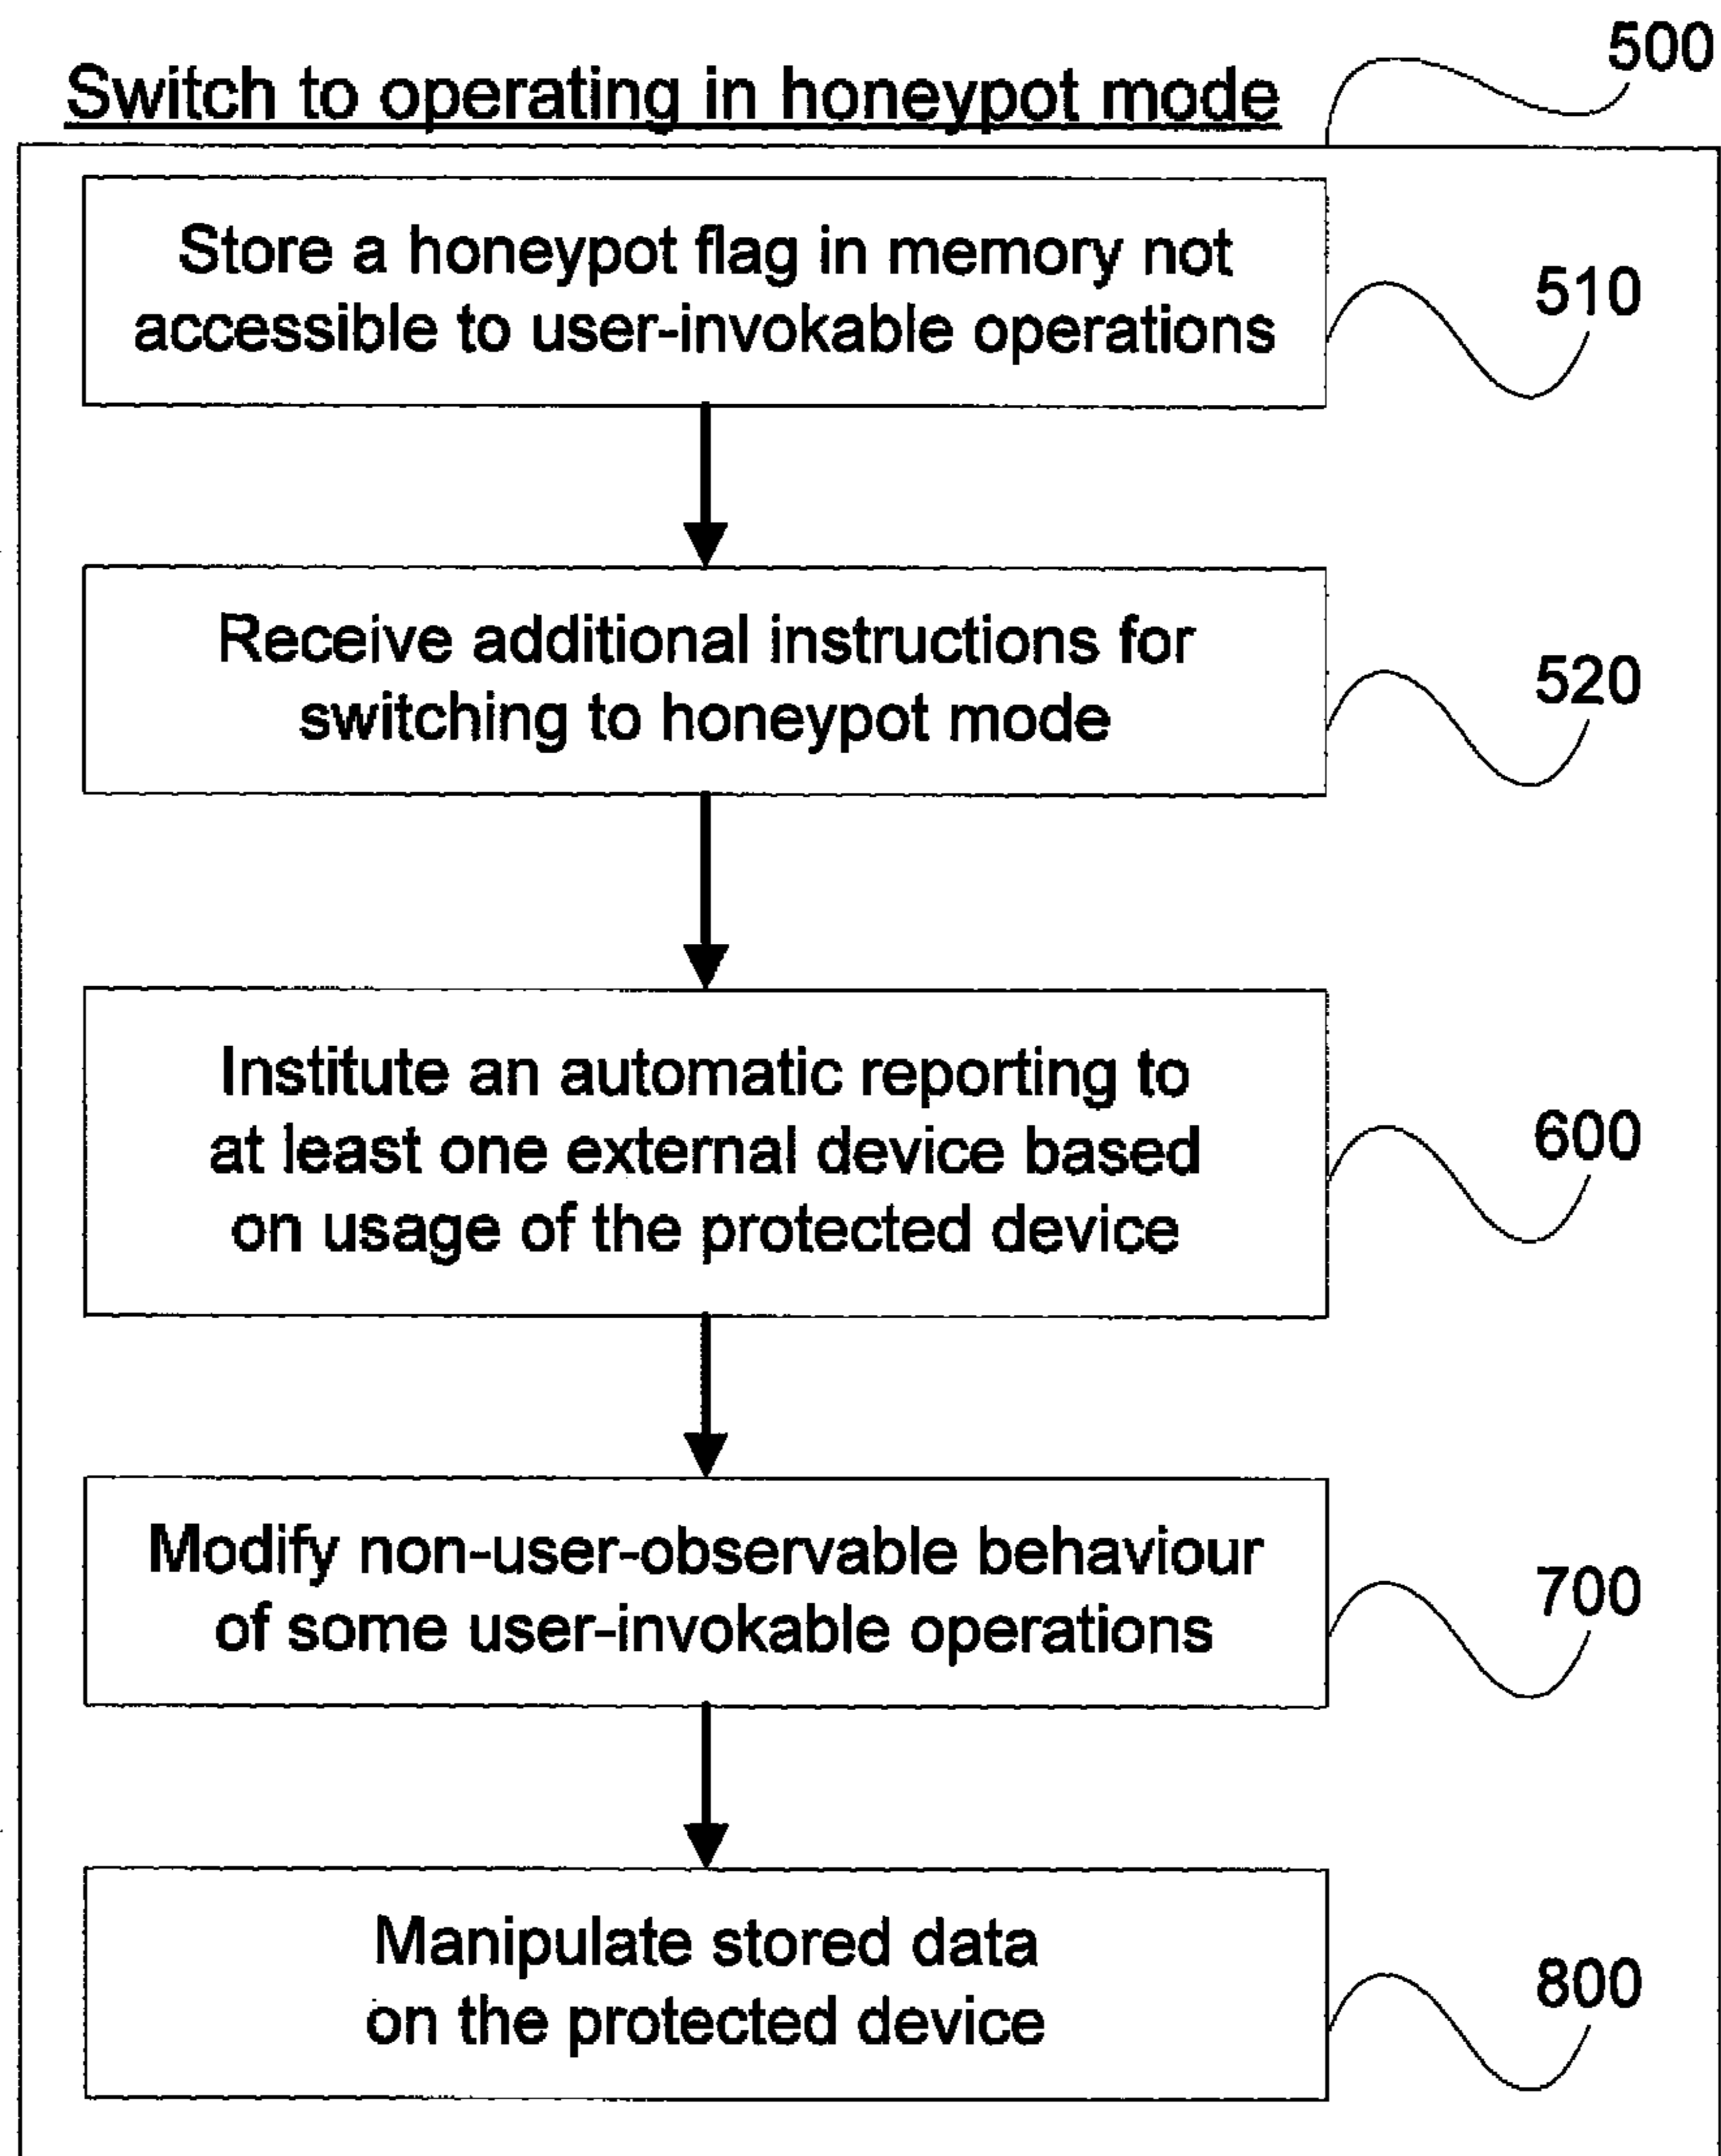 500
Switch to operating in honeypot mode
Store a honeypot flag in memory not
accessible to user-invokable operations
510
Receive additional instructions for
switching to honeypot mode
520
Institute an automatic reporting to
at least one external device based
on usage of the protected device
600
Modify non-user-observable behaviour
of some user-invokable operations
700
Manipulate stored data
on the protected device
800